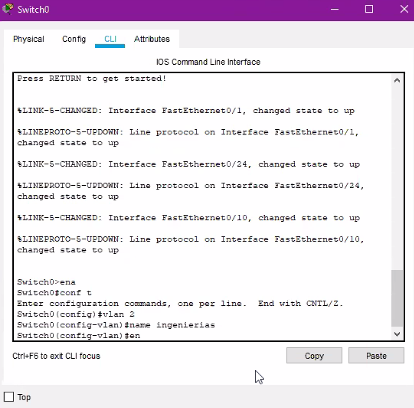 Switch0
Physical Config CLI Attributes
IOS Command Line Interface
Press RETURN to get started!
%LINK-5-CHANGED: Interface FastEthernet0/1, changed state to up
%LINEPROTO-5-UPDOWN: Line protocol on Interface FastEthernet0/1,
changed state to up
%LINK-5-CHANGED: Interface FastEthernet0/24, changed state to up
%LINEPROTO-5-UPDOWN: Line protocol on Interface FastEthernet0/24,
changed state to up
%LINK-5-CHANGED: Interface FastEthernet0/10, changed state to up
%LINEPROTO-5-UPDOWN: Line protocol on Interface FastEthernet0/10,
changed state to up
Switch0>ena
Switch0#conf t
Enter configuration commands, one per line.  End with CNTL/Z.
Switch0(config)#vlan 2
Switch0(config-vlan)#name ingenierias
Switch0(config-vlan)#en
Ctrl+F6 to exit CLI focus
Copy Paste
Top